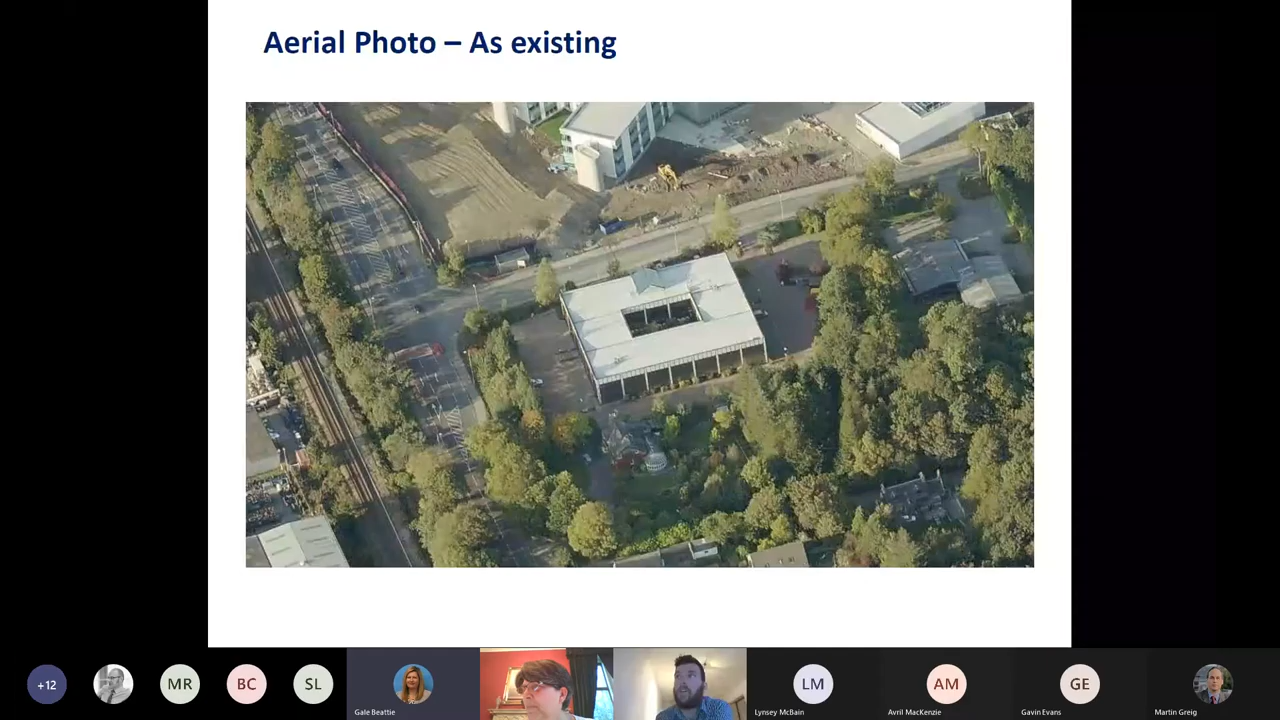 Aerial Photo – As existing
+12
MR
BC
SL
Gale Beattie
LM
Lynsey McBain
AM
Avril MacKenzie
GE
Gavin Evans
Martin Greig